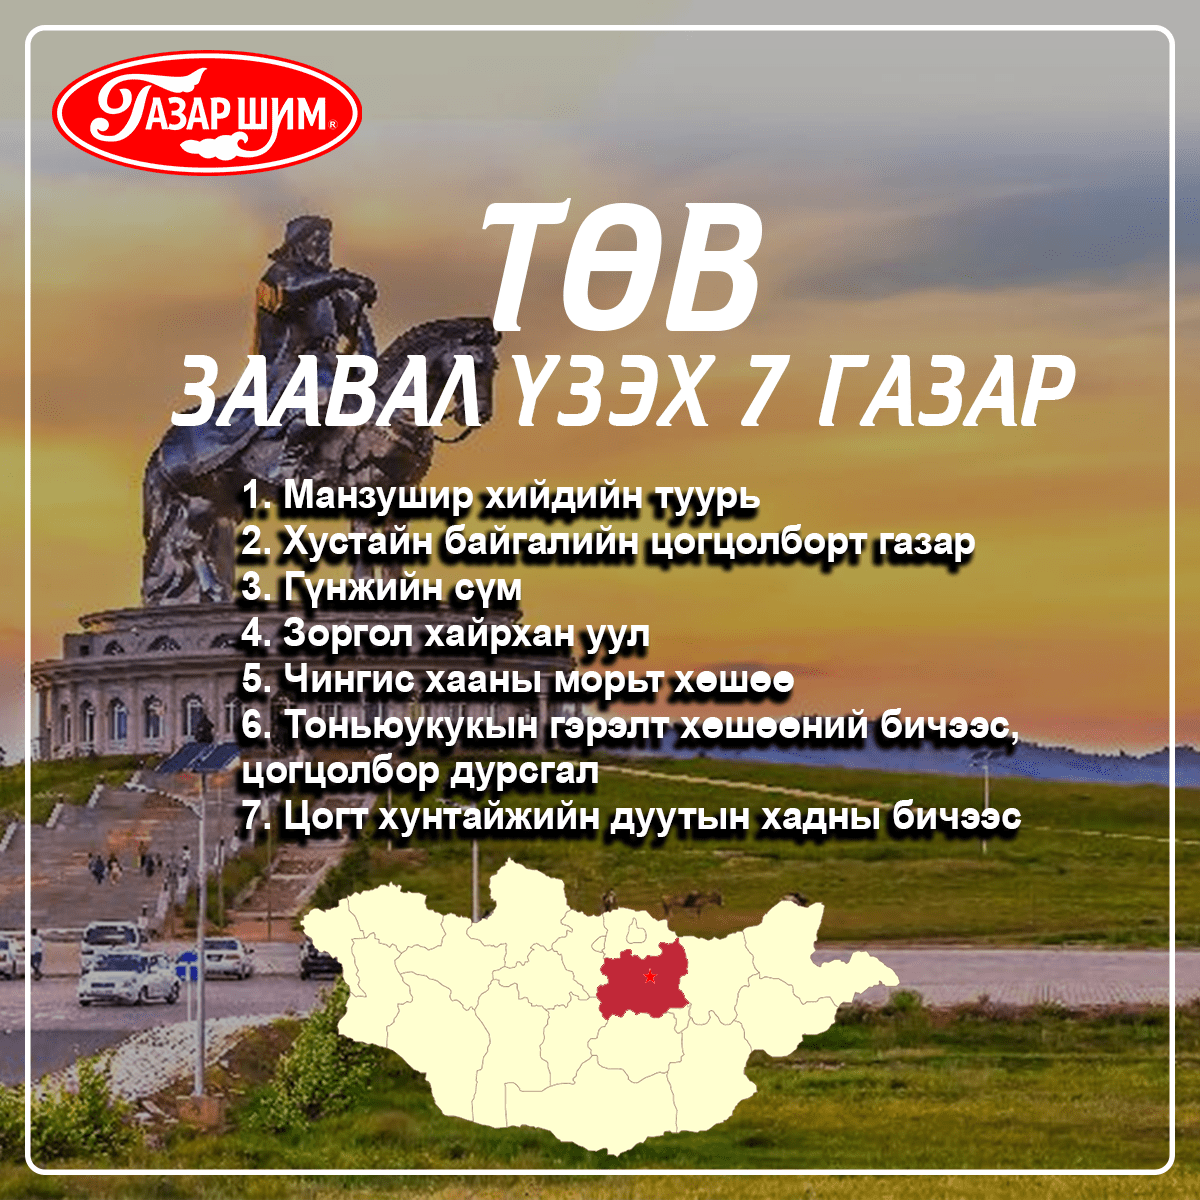 ГАЗАР ШИМ®
ТӨВ
ЗААВАЛ ҮЗЭХ 7 ГАЗАР
1. Манзушир хийдийн туурь
2. Хустайн байгалийн цогцолборт газар
3. Гүнжийн сүм
4. Зоргол хайрхан уул
5. Чингис хааны морьт хөшөө
6. Тоньюукукын гэрэлт хөшөөний бичээс,
цогцолбор дурсгал
7. Цогт хунтайжийн дуутын хадны бичээс